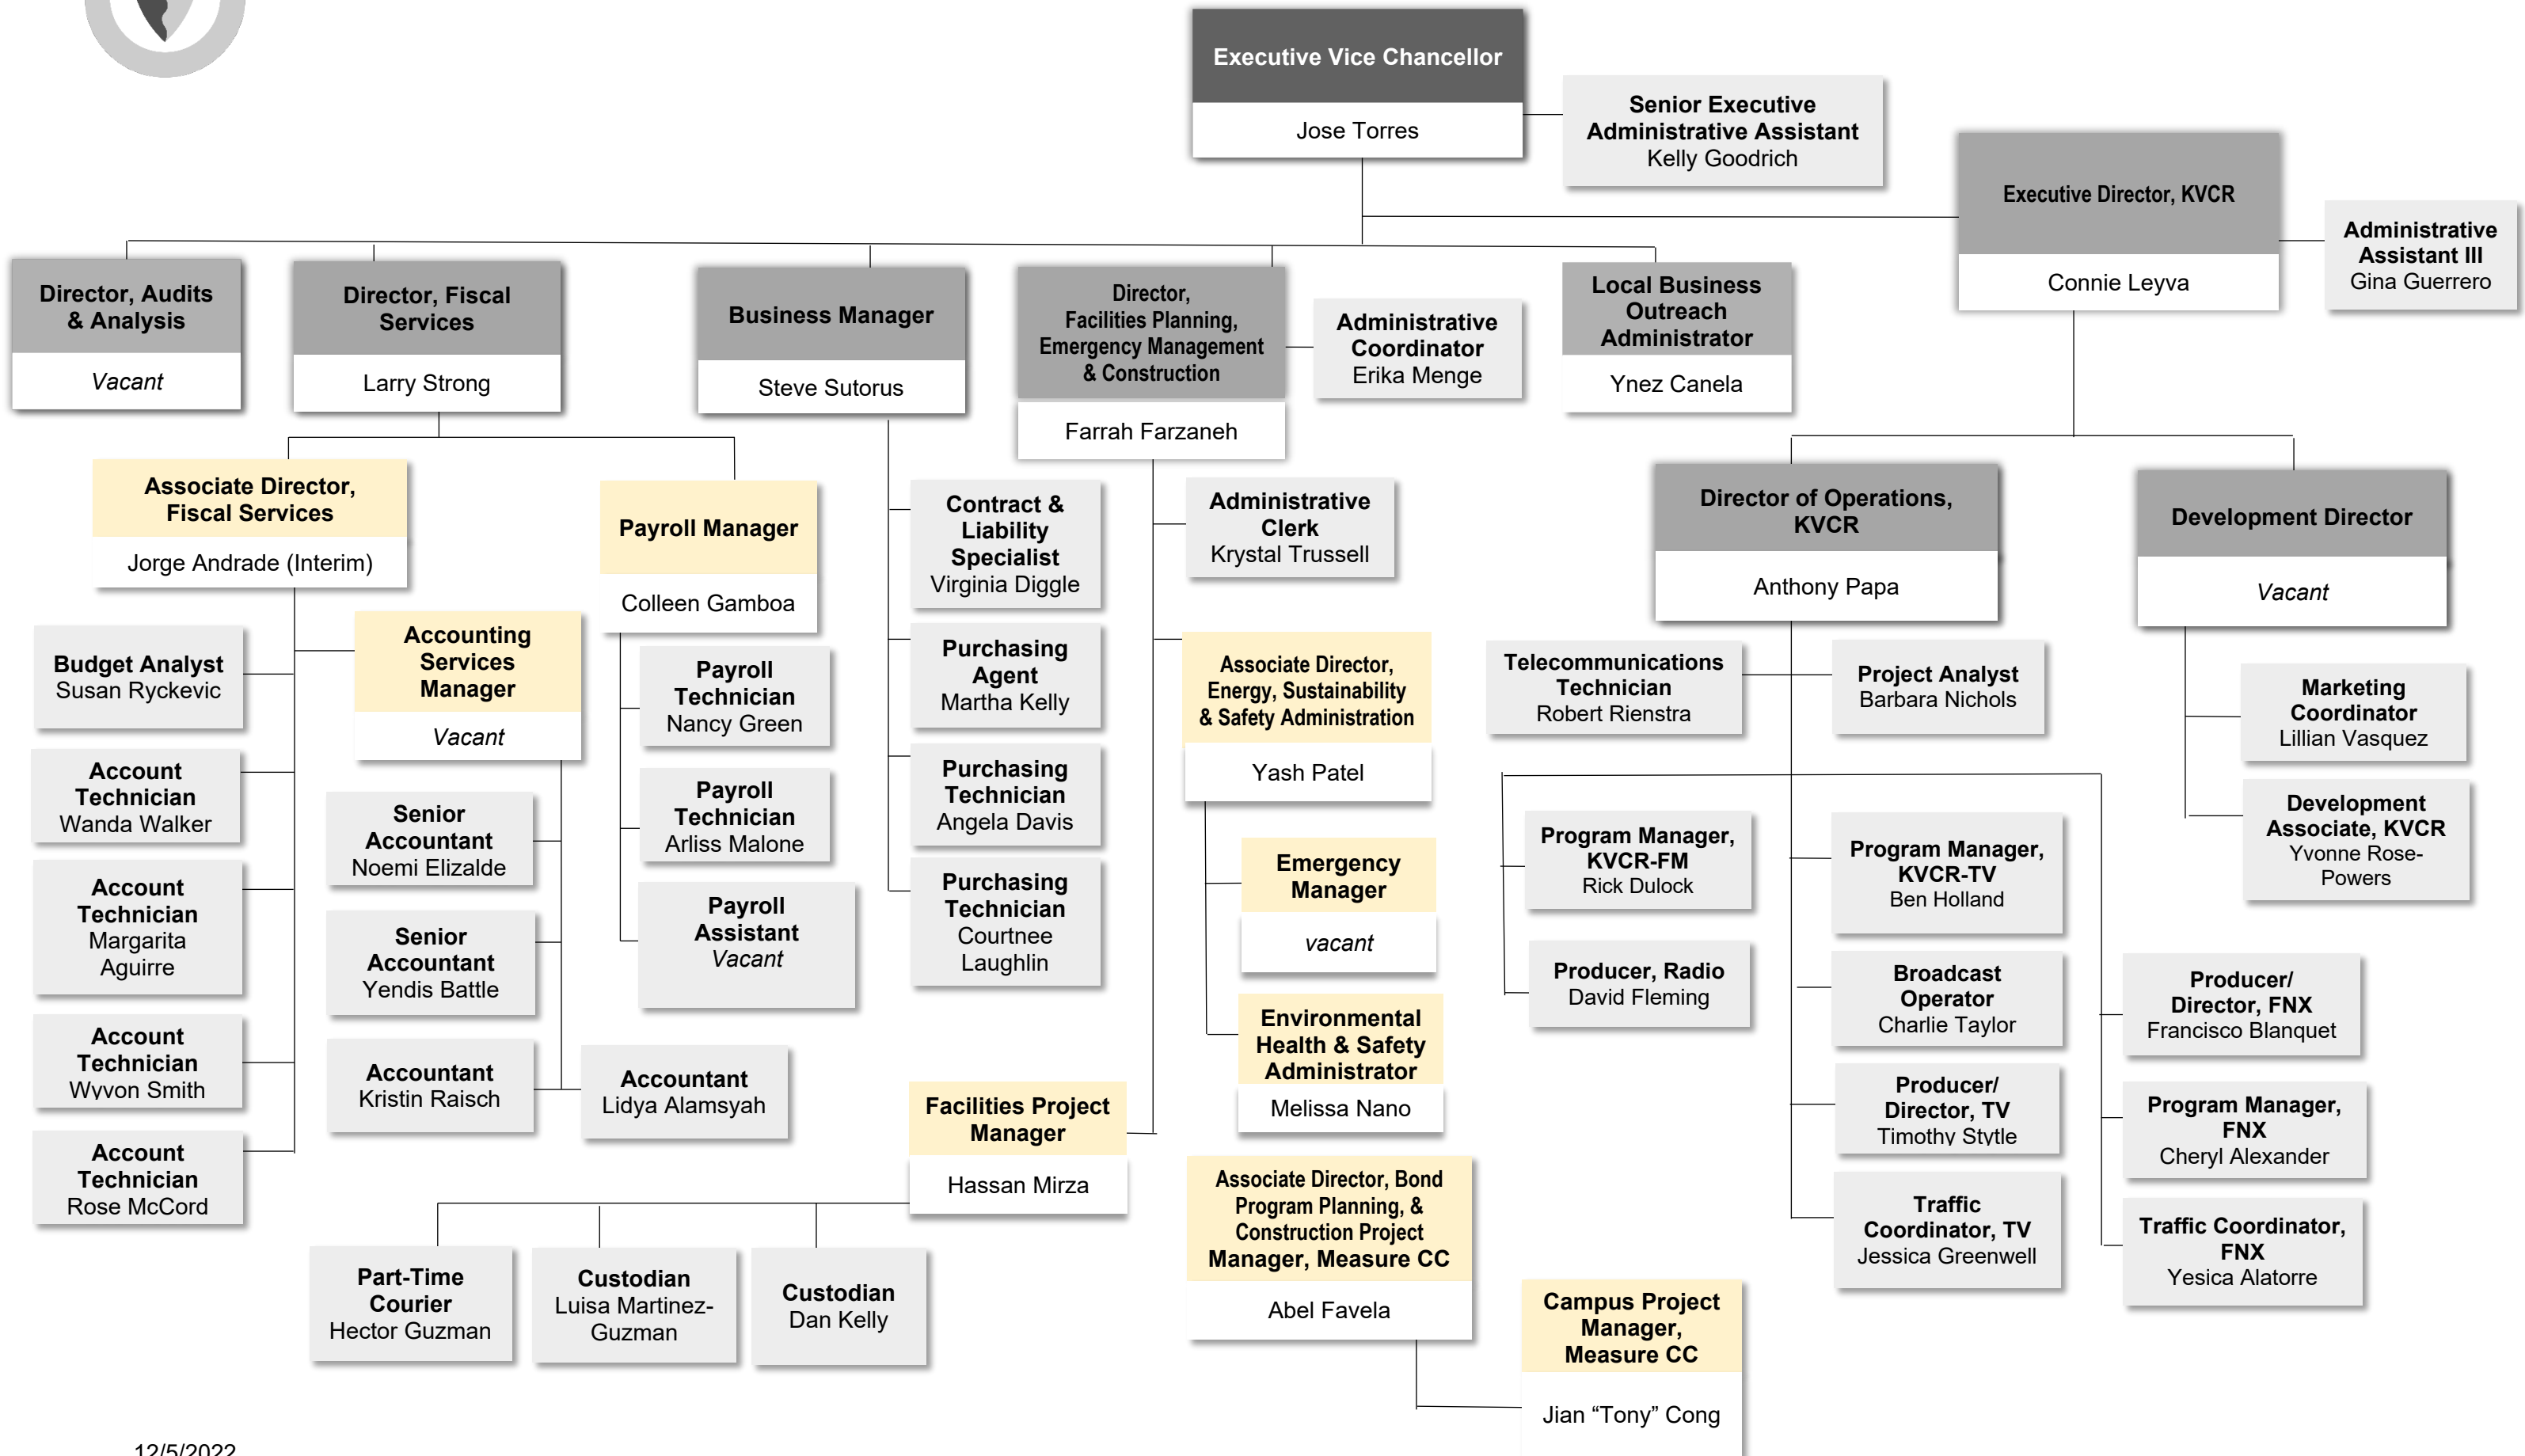 Executive Vice Chancellor
Jose Torres
Senior Executive
Administrative Assistant
Kelly Goodrich
Executive Director, KVCR
Connie Leyva
Administrative
Assistant III
Gina Guerrero
Director, Audits
& Analysis
Vacant
Director, Fiscal
Services
Larry Strong
Business Manager
Steve Sutorus
Director,
Facilities Planning,
Emergency Management
& Construction
Farrah Farzaneh
Administrative
Coordinator
Erika Menge
Local Business
Outreach
Administrator
Ynez Canela
Associate Director,
Fiscal Services
Jorge Andrade (Interim)
Budget Analyst
Susan Ryckevic
Account
Technician
Wanda Walker
Account
Technician
Margarita
Aguirre
Account
Technician
Wyvon Smith
Account
Technician
Rose McCord
Accounting
Services
Manager
Vacant
Senior
Accountant
Noemi Elizalde
Senior
Accountant
Yendis Battle
Accountant
Kristin Raisch
Accountant
Lidya Alamsyah
Payroll Manager
Colleen Gamboa
Payroll
Technician
Nancy Green
Payroll
Technician
Arliss Malone
Payroll
Assistant
Vacant
Contract &
Liability
Specialist
Virginia Diggle
Purchasing
Agent
Martha Kelly
Purchasing
Technician
Angela Davis
Purchasing
Technician
Courtnee
Laughlin
Administrative
Clerk
Krystal Trussell
Associate Director,
Energy, Sustainability
& Safety Administration
Yash Patel
Emergency
Manager
vacant
Environmental
Health & Safety
Administrator
Melissa Nano
Facilities Project
Manager
Hassan Mirza
Part-Time
Courier
Hector Guzman
Custodian
Luisa Martinez-
Guzman
Custodian
Dan Kelly
Associate Director, Bond
Program Planning, &
Construction Project
Manager, Measure CC
Abel Favela
Campus Project
Manager,
Measure CC
Jian “Tony” Cong
Director of Operations,
KVCR
Anthony Papa
Telecommunications
Technician
Robert Rienstra
Project Analyst
Barbara Nichols
Program Manager,
KVCR-FM
Rick Dulock
Producer, Radio
David Fleming
Program Manager,
KVCR-TV
Ben Holland
Broadcast
Operator
Charlie Taylor
Producer/
Director, TV
Timothy Stytle
Traffic
Coordinator, TV
Jessica Greenwell
Producer/
Director, FNX
Francisco Blanquet
Program Manager,
FNX
Cheryl Alexander
Traffic Coordinator,
FNX
Yesica Alatorre
Development Director
Vacant
Marketing
Coordinator
Lillian Vasquez
Development
Associate, KVCR
Yvonne Rose-
Powers
12/5/2022